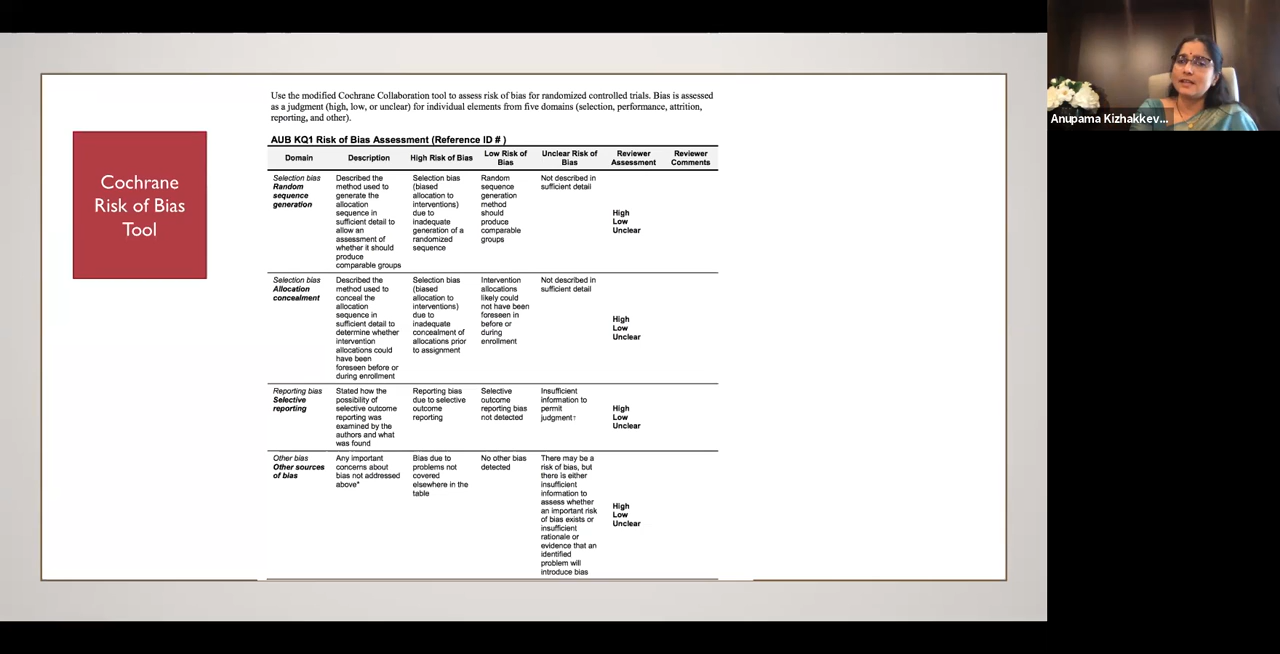 Cochrane
Risk of Bias
Tool
Use the modified Cochrane Collaboration tool to assess risk of bias for randomized controlled trials. Bias is assessed
as a judgment (high, low, or unclear) for individual elements from five domains (selection, performance, attrition,
reporting, and other).
AUB KQ1 Risk of Bias Assessment (Reference ID # )
Domain Description High Risk of Bias Low Risk of Bias Unclear Risk of Bias Reviewer Assessment Reviewer Comments
Selection bias
Random
sequence
generation
Described the
method used to
generate the
allocation
sequence in
sufficient detail to
allow an
assessment of
whether it should
produce
comparable groups
Selection bias
(biased
allocation to
interventions)
due to
inadequate
generation of a
randomized
sequence
Random
sequence
generation
method
should
produce
comparable
groups
Not described in
sufficient detail
High
Low
Unclear
Selection bias
Allocation
concealment
Described the
method used to
conceal the
allocation
sequence in
sufficient detail to
determine whether
intervention
allocations could
have been
foreseen before or
during enrollment
Selection bias
(biased
allocation to
interventions)
due to
inadequate
concealment of
allocations prior
to assignment
Intervention
allocations
likely could
not have been
foreseen in
before or
during
enrollment
Not described in
sufficient detail
High
Low
Unclear
Reporting bias
Selective
reporting
Stated how the
possibility of
selective outcome
reporting was
examined by the
authors and what
was found
Reporting bias
due to selective
outcome
reporting
Selective
outcome
reporting bias
not detected
Insufficient
information to
permit
judgment†
High
Low
Unclear
Other bias
Other sources
of bias
Any important
concerns about
bias not addressed
above*
Bias due to
problems not
covered
elsewhere in the
table
No other bias
detected
There may be a
risk of bias, but
there is either
insufficient
information to
assess whether
an important risk
of bias exists or
insufficient
rationale or
evidence that an
identified
problem will
introduce bias
High
Low
Unclear
Anupama Kizhakkev...